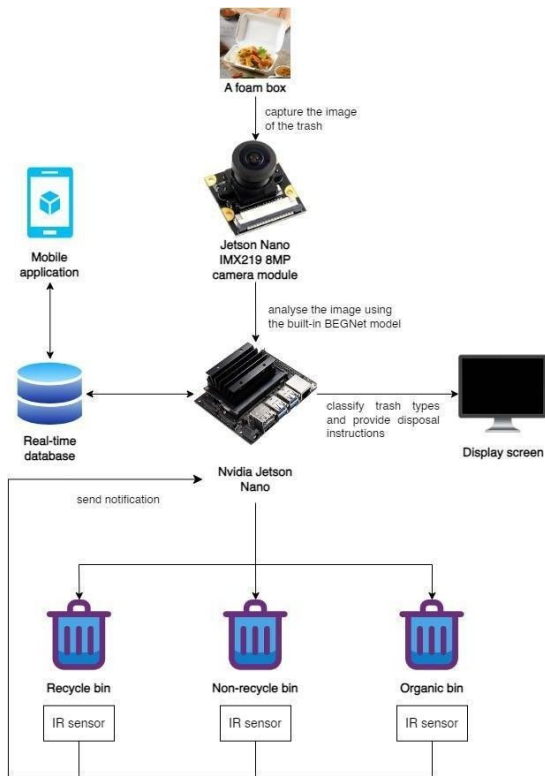 A foam box
capture the image
of the trash
Jetson Nano
IMX219 8MP
camera module
Mobile
application
analyse the image using
the built-in BEGNet model
Real-time
database
classify trash types
and provide disposal
instructions
Display screen
Nvidia Jetson
Nano
send notification
Recycle bin
Non-recycle bin
Organic bin
IR sensor
IR sensor
IR sensor